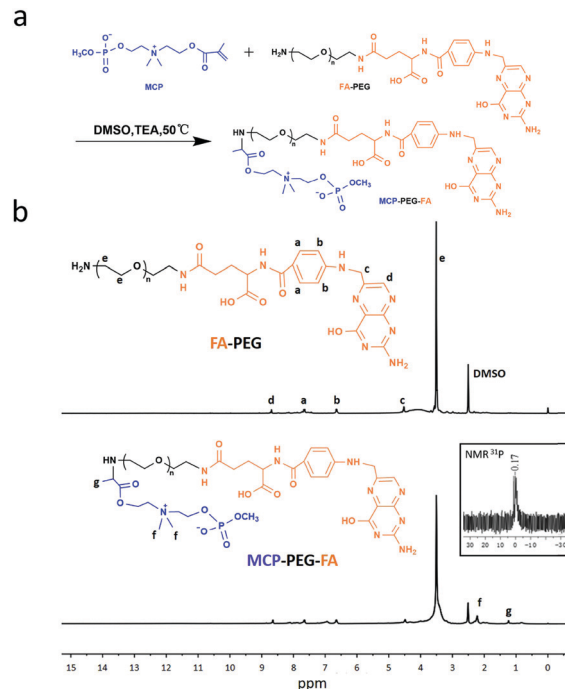 a
MCP
+
FA-PEG
DMSO,TEA,50℃
MCP-PEG-FA
b
FA-PEG
DMSO
d a b c e
MCP-PEG-FA
NMR ³¹P
-0.17
30 20 10 0 -10 -30
f
g
15 14 13 12 11 10 9 8 7 6 5 4 3 2 1 0
ppm